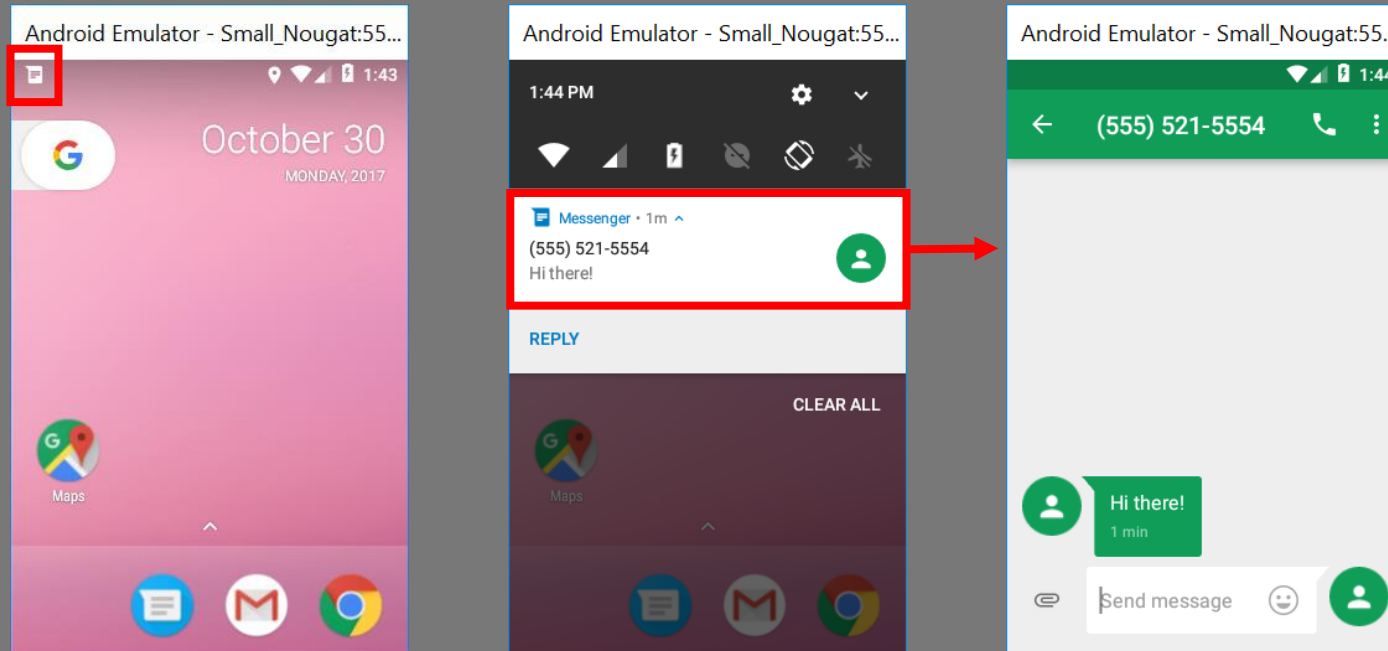 Android Emulator - Small_Nougat:55...
1:43
G
October 30
MONDAY, 2017
G
Maps
Android Emulator - Small_Nougat:55...
1:44 PM
Messenger • 1m
(555) 521-5554
Hi there!
REPLY
CLEAR ALL
G
Maps
Android Emulator - Small_Nougat:55.
1:44
(555) 521-5554
Hi there!
1 min
Send message